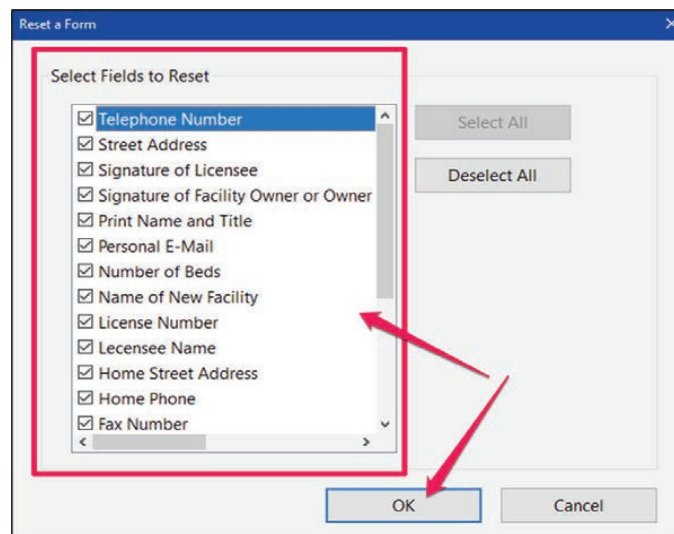 Reset a Form
Select Fields to Reset
Telephone Number
Street Address
Signature of Licensee
Signature of Facility Owner or Owner
Print Name and Title
Personal E-Mail
Number of Beds
Name of New Facility
License Number
Lecensee Name
Home Street Address
Home Phone
Fax Number
Select All
Deselect All
OK
Cancel